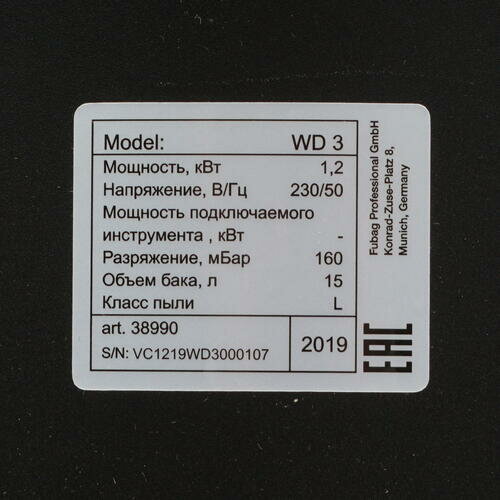 Model: WD 3
Мощность, кВт 1,2
Напряжение, В/Гц 230/50
Мощность подключаемого
инструмента , кВт -
Разряжение, мБар 160
Объем бака, л 15
Класс пыли L
art. 38990
S/N: VC1219WD3000107
2019
Fubag Professional GmbH
Konrad-Zuse-Platz 8,
Munich, Germany
EAC